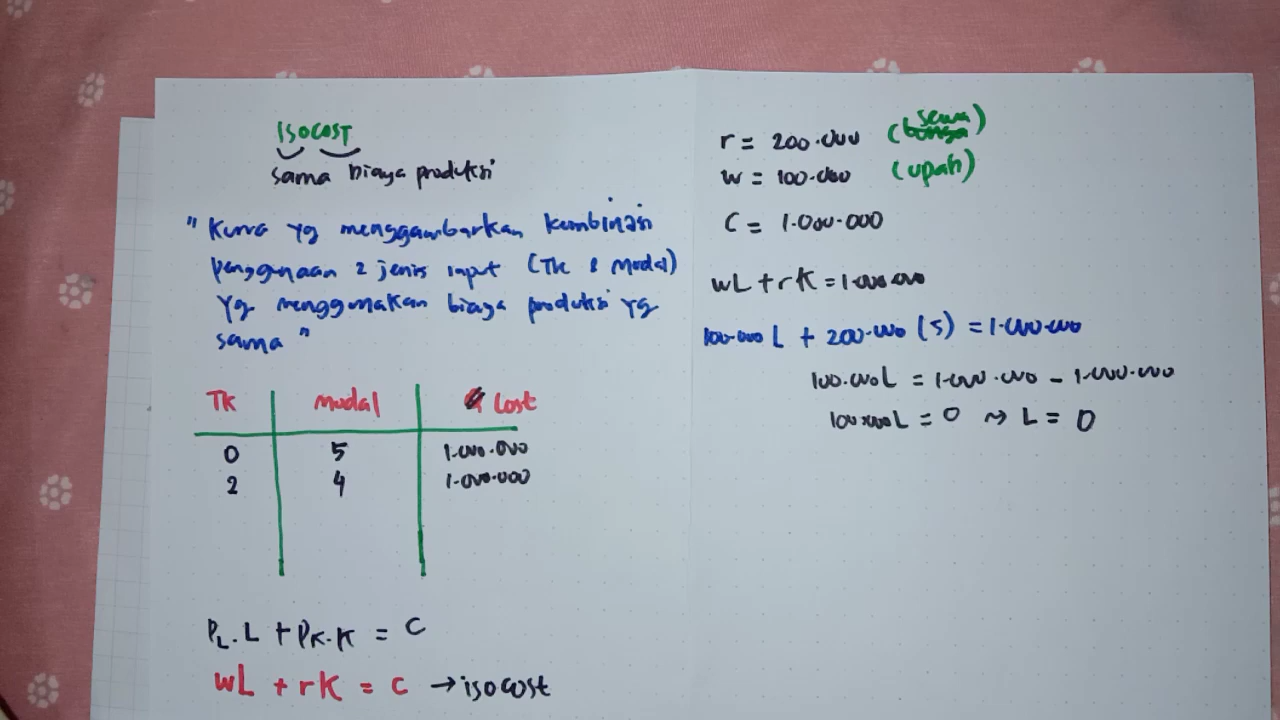 isocost
sama biaya produksi
" Kurva yg menggambarkan kombinasi
penggunaan 2 jenis input (TK & Modal)
yg menggunakan biaya produksi yg
sama "
TK modal Cost
0 5 1.000.000
2 4 1.000.000
PL.L + PK.K = C
wL + rK = C → isocost
r = 200.000 (bunga sewa)
w = 100.000 (upah)
C = 1.000.000
wL + rK = 1.000.000
100.000 L + 200.000 (5) = 1.000.000
100.000L = 1.000.000 - 1.000.000
100.000L = 0 ~> L = 0